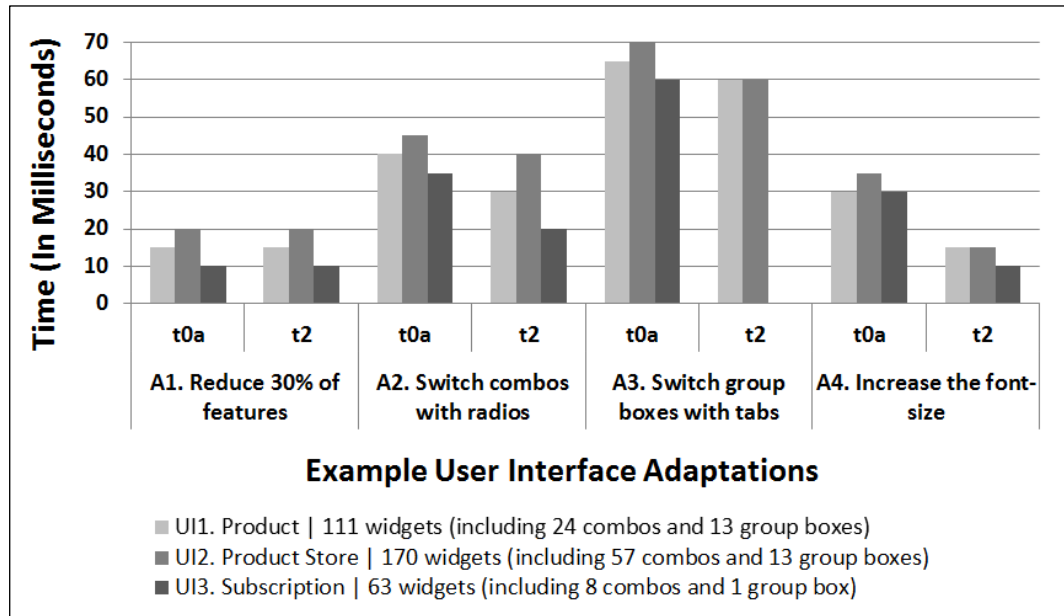 Time (In Milliseconds)
70
60
50
40
30
20
10
0
t0a t2 t0a t2 t0a t2 t0a t2
A1. Reduce 30% of A2. Switch combos A3. Switch group A4. Increase the font-
features with radios boxes with tabs size
Example User Interface Adaptations
UI1. Product | 111 widgets (including 24 combos and 13 group boxes)
UI2. Product Store | 170 widgets (including 57 combos and 13 group boxes)
UI3. Subscription | 63 widgets (including 8 combos and 1 group box)